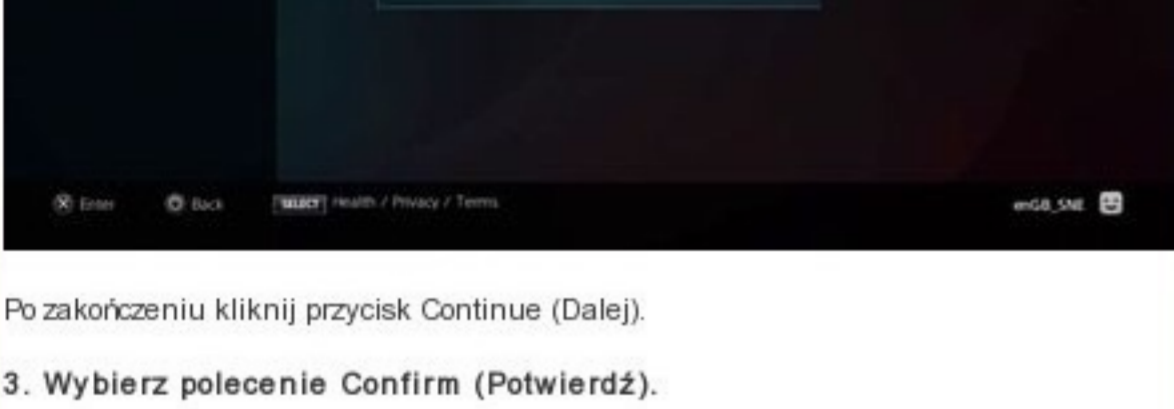 Enter Back SELECT Health / Privacy / Terms enGB_SNE
Po zakończeniu kliknij przycisk Continue (Dalej).
3. Wybierz polecenie Confirm (Potwierdź).